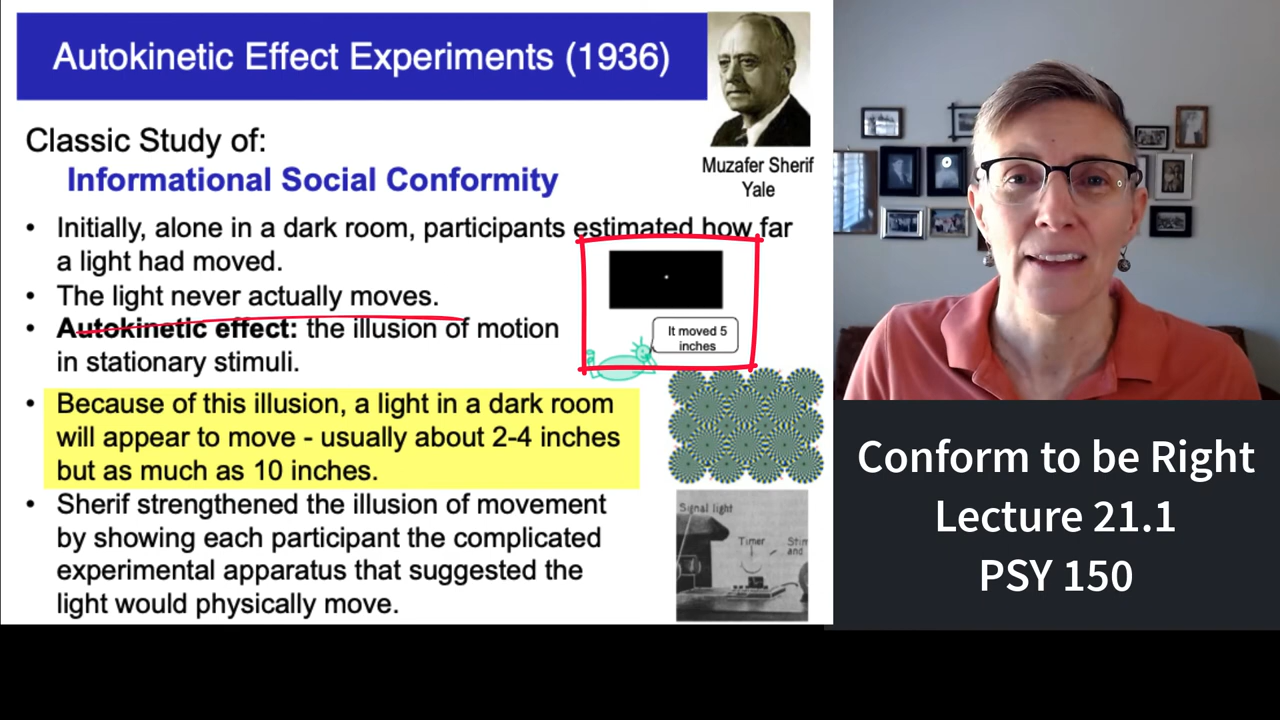 Autokinetic Effect Experiments (1936)
Muzafer Sherif
Yale
Classic Study of:
Informational Social Conformity
• Initially, alone in a dark room, participants estimated how far
a light had moved.
• The light never actually moves.
• Autokinetic effect: the illusion of motion
in stationary stimuli.
It moved 5
inches
• Because of this illusion, a light in a dark room
will appear to move - usually about 2-4 inches
but as much as 10 inches.
• Sherif strengthened the illusion of movement
by showing each participant the complicated
experimental apparatus that suggested the
light would physically move.
Signal light
Timer
and
Conform to be Right
Lecture 21.1
PSY 150